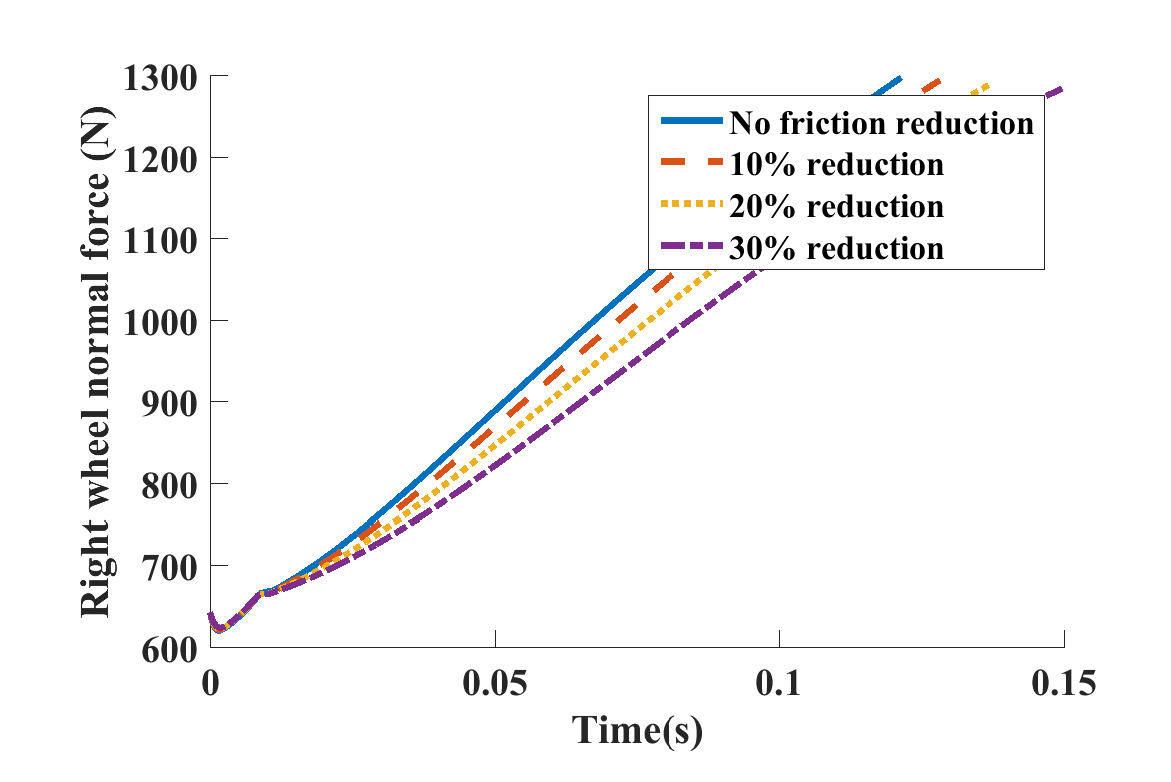 Right wheel normal force (N)
1300
1200
1100
1000
900
800
700
600
No friction reduction
10% reduction
20% reduction
30% reduction
0
0.05
0.1
0.15
Time(s)